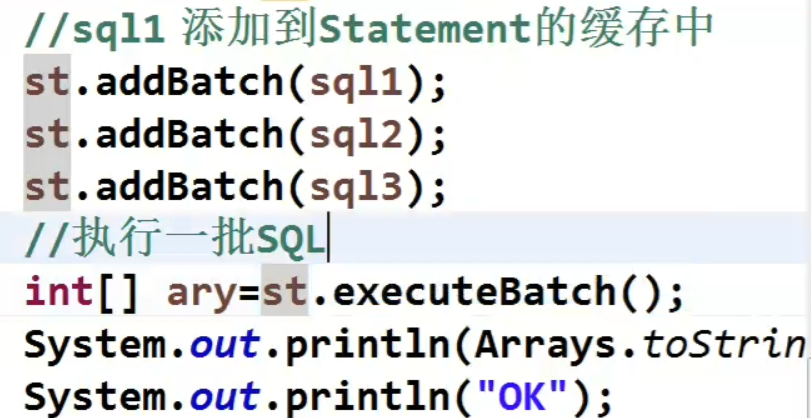 //sql1 添加到Statement的缓存中
st.addBatch(sql1);
st.addBatch(sql2);
st.addBatch(sql3);
//执行一批SQL
int[] ary=st.executeBatch();
System.out.println(Arrays.toStrin
System.out.println("OK");